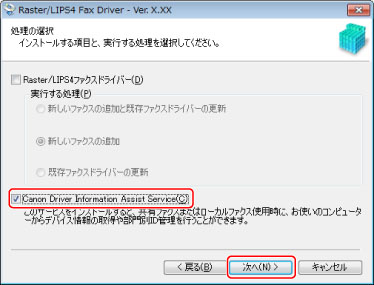 Raster/LIPS4 Fax Driver - Ver. X.XX
処理の選択
インストールする項目と、実行する処理を選択してください。
Raster/LIPS4ファクスドライバー(D)
実行する処理(P)
新しいファクスの追加と既存ファクスドライバーの更新
新しいファクスの追加
既存ファクスドライバーの更新
Canon Driver Information Assist Service(C)
このサービスをインストールすると、共有ファクスまたはローカルファクス使用時に、お使いのコンピュータ
ーからデバイス情報の取得や部門別ID管理を行うことができます。
< 戻る(B)
次へ(N) >
キャンセル